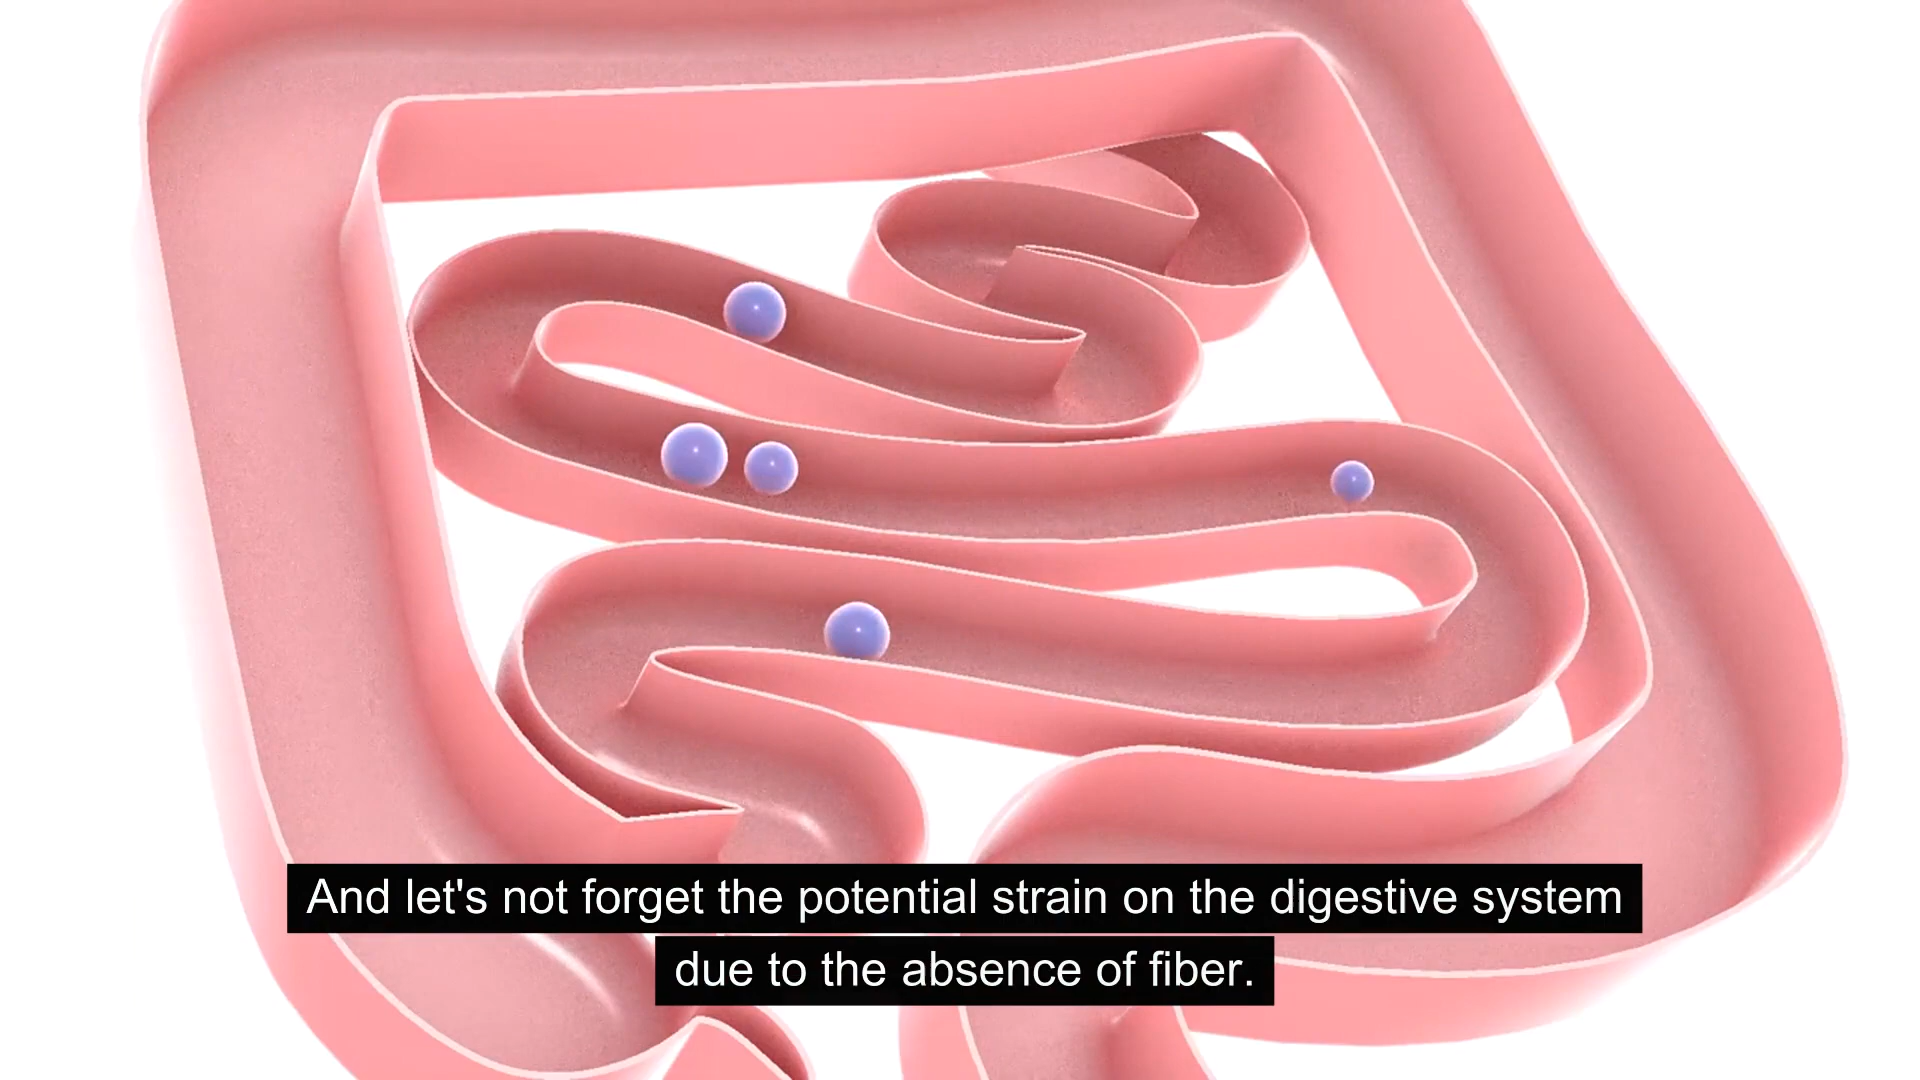 And let's not forget the potential strain on the digestive system
due to the absence of fiber.